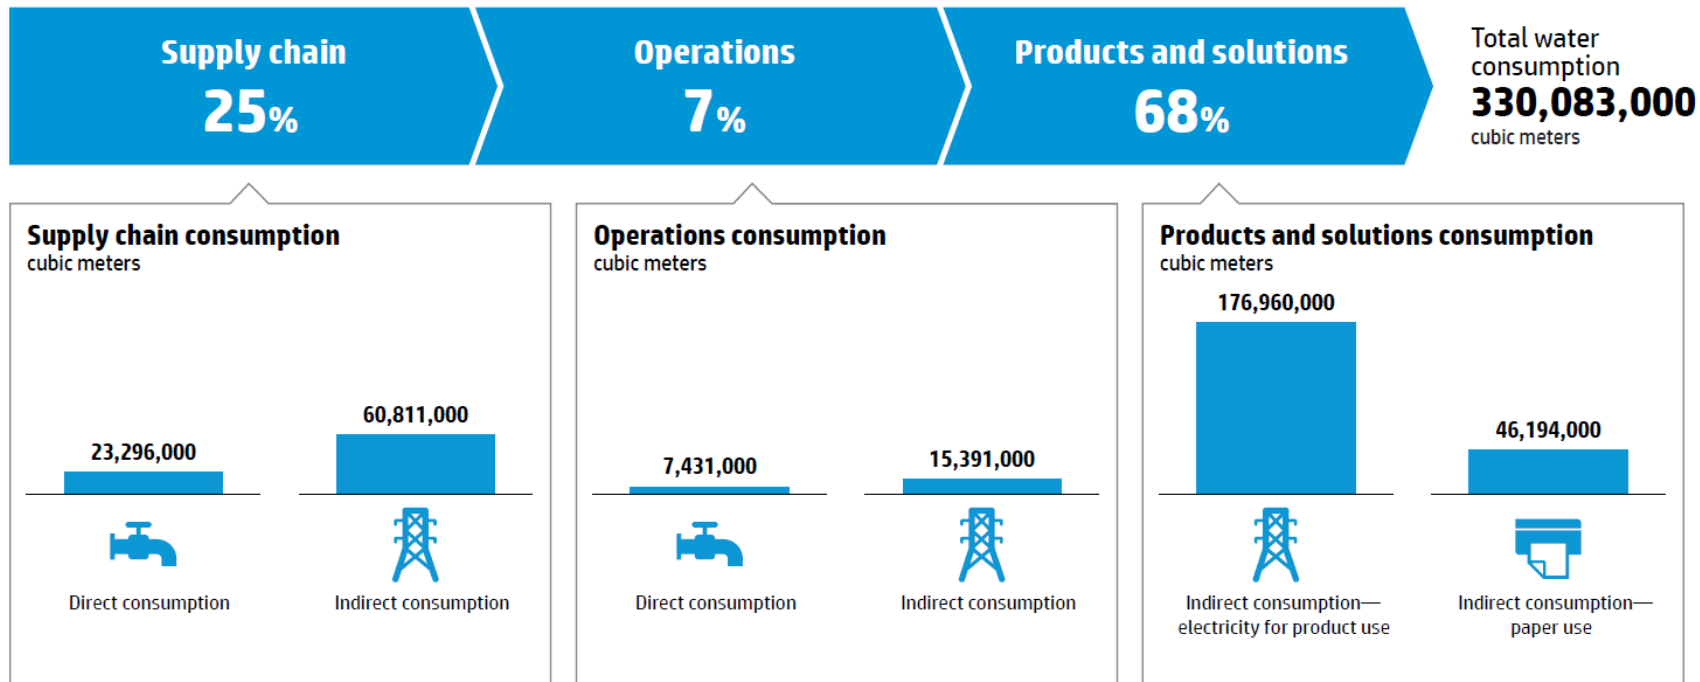 Supply chain
25%
Operations
7%
Products and solutions
68%
Total water
consumption
330,083,000
cubic meters
Supply chain consumption
cubic meters
23,296,000
60,811,000
Direct consumption
Indirect consumption
Operations consumption
cubic meters
7,431,000
15,391,000
Direct consumption
Indirect consumption
Products and solutions consumption
cubic meters
176,960,000
46,194,000
Indirect consumption—
electricity for product use
Indirect consumption—
paper use